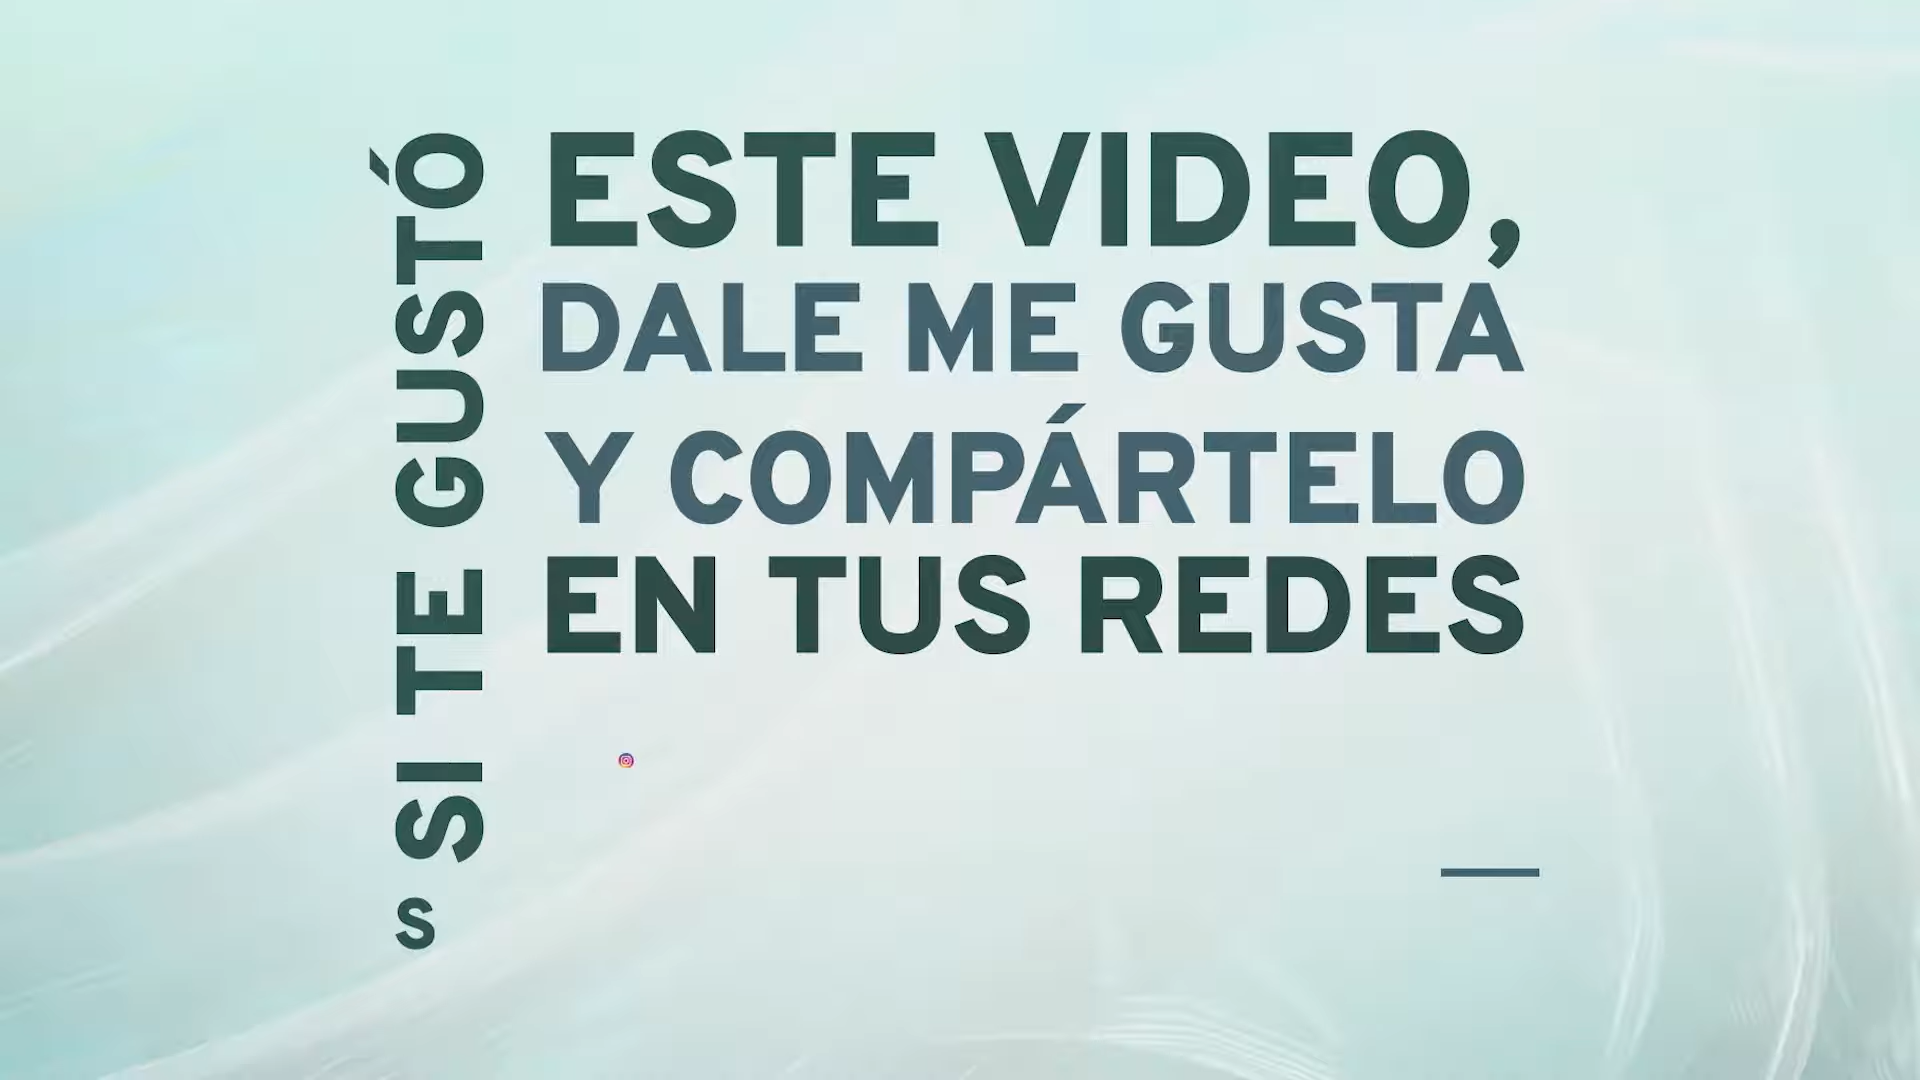 SI TE GUSTÓ
ESTE VIDEO,
DALE ME GUSTA
Y COMPÁRTELO
EN TUS REDES
S